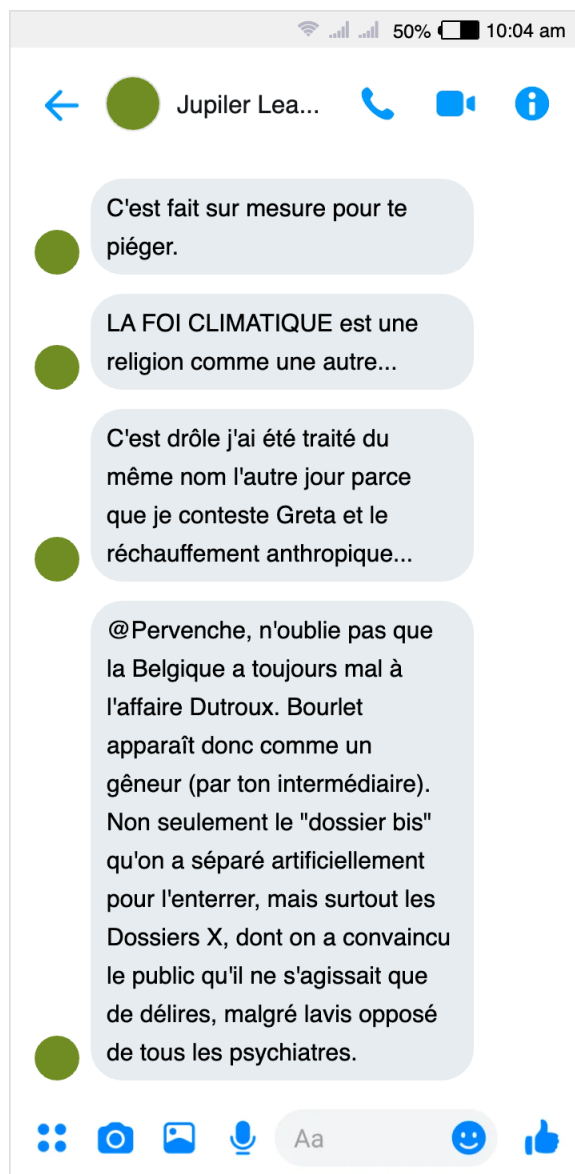 50% 10:04 am
Jupiler Lea...
C'est fait sur mesure pour te
piéger.
LA FOI CLIMATIQUE est une
religion comme une autre...
C'est drôle j'ai été traité du
même nom l'autre jour parce
que je conteste Greta et le
réchauffement anthropique...
@Pervenche, n'oublie pas que
la Belgique a toujours mal à
l'affaire Dutroux. Bourlet
apparaît donc comme un
gêneur (par ton intermédiaire).
Non seulement le "dossier bis"
qu'on a séparé artificiellement
pour l'enterrer, mais surtout les
Dossiers X, dont on a convaincu
le public qu'il ne s'agissait que
de délires, malgré lavis opposé
de tous les psychiatres.
Aa